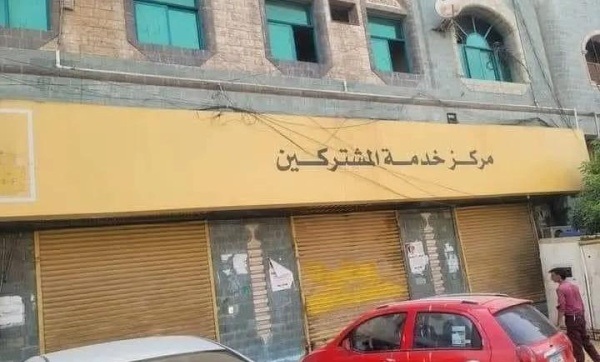 مركز خدمة المشتركين